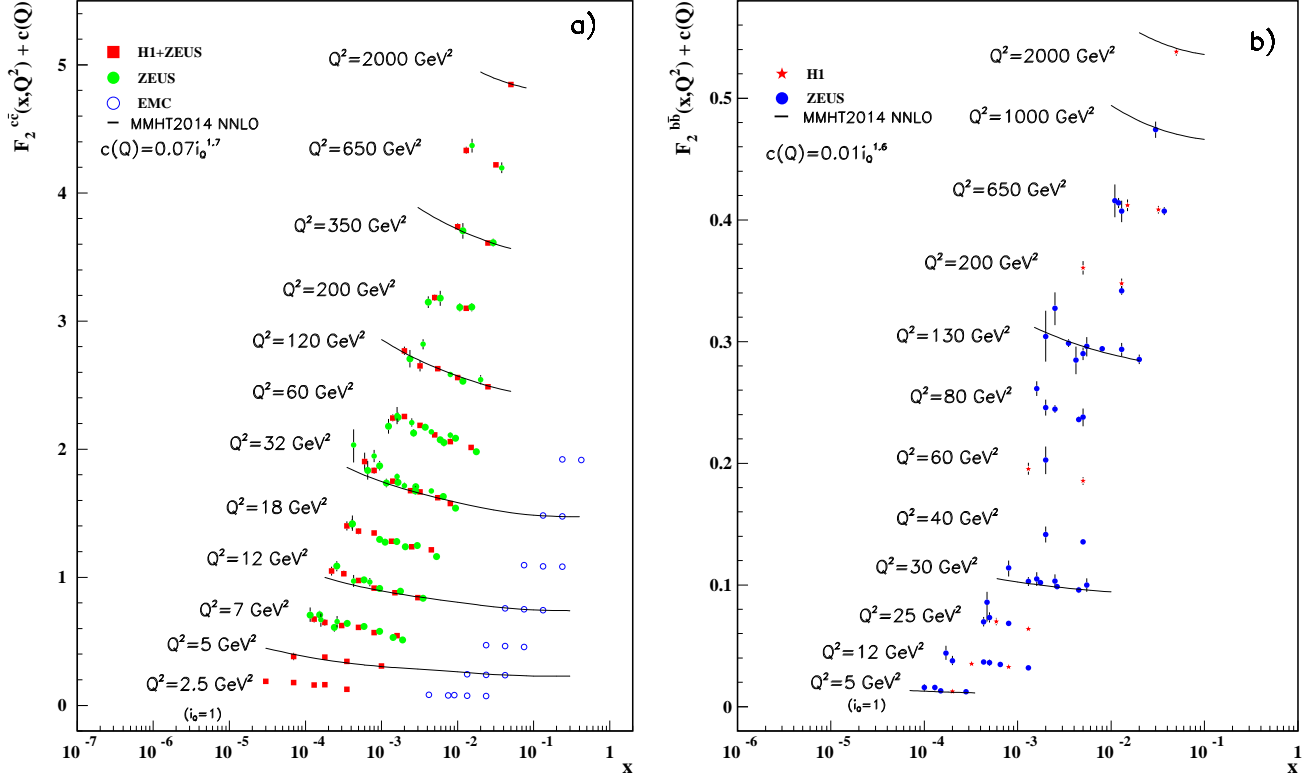 a)
F₂ᶜᶜ̄(x,Q²) + c(Q)
H1+ZEUS
ZEUS
EMC
MMHT2014 NNLO
c(Q)=0.07i_Q^1.7
Q²=2000 GeV²
Q²=650 GeV²
Q²=350 GeV²
Q²=200 GeV²
Q²=120 GeV²
Q²=60 GeV²
Q²=32 GeV²
Q²=18 GeV²
Q²=12 GeV²
Q²=7 GeV²
Q²=5 GeV²
Q²=2.5 GeV²
(i_Q=1)
5
4
3
2
1
0
10⁻⁷ 10⁻⁶ 10⁻⁵ 10⁻⁴ 10⁻³ 10⁻² 10⁻¹ 1
x
b)
F₂ᵇᵇ̄(x,Q²) + c(Q)
H1
ZEUS
MMHT2014 NNLO
c(Q)=0.01i_Q^1.6
Q²=2000 GeV²
Q²=1000 GeV²
Q²=650 GeV²
Q²=200 GeV²
Q²=130 GeV²
Q²=80 GeV²
Q²=60 GeV²
Q²=40 GeV²
Q²=30 GeV²
Q²=25 GeV²
Q²=12 GeV²
Q²=5 GeV²
(i_Q=1)
0.5
0.4
0.3
0.2
0.1
0
10⁻⁶ 10⁻⁵ 10⁻⁴ 10⁻³ 10⁻² 10⁻¹ 1
x